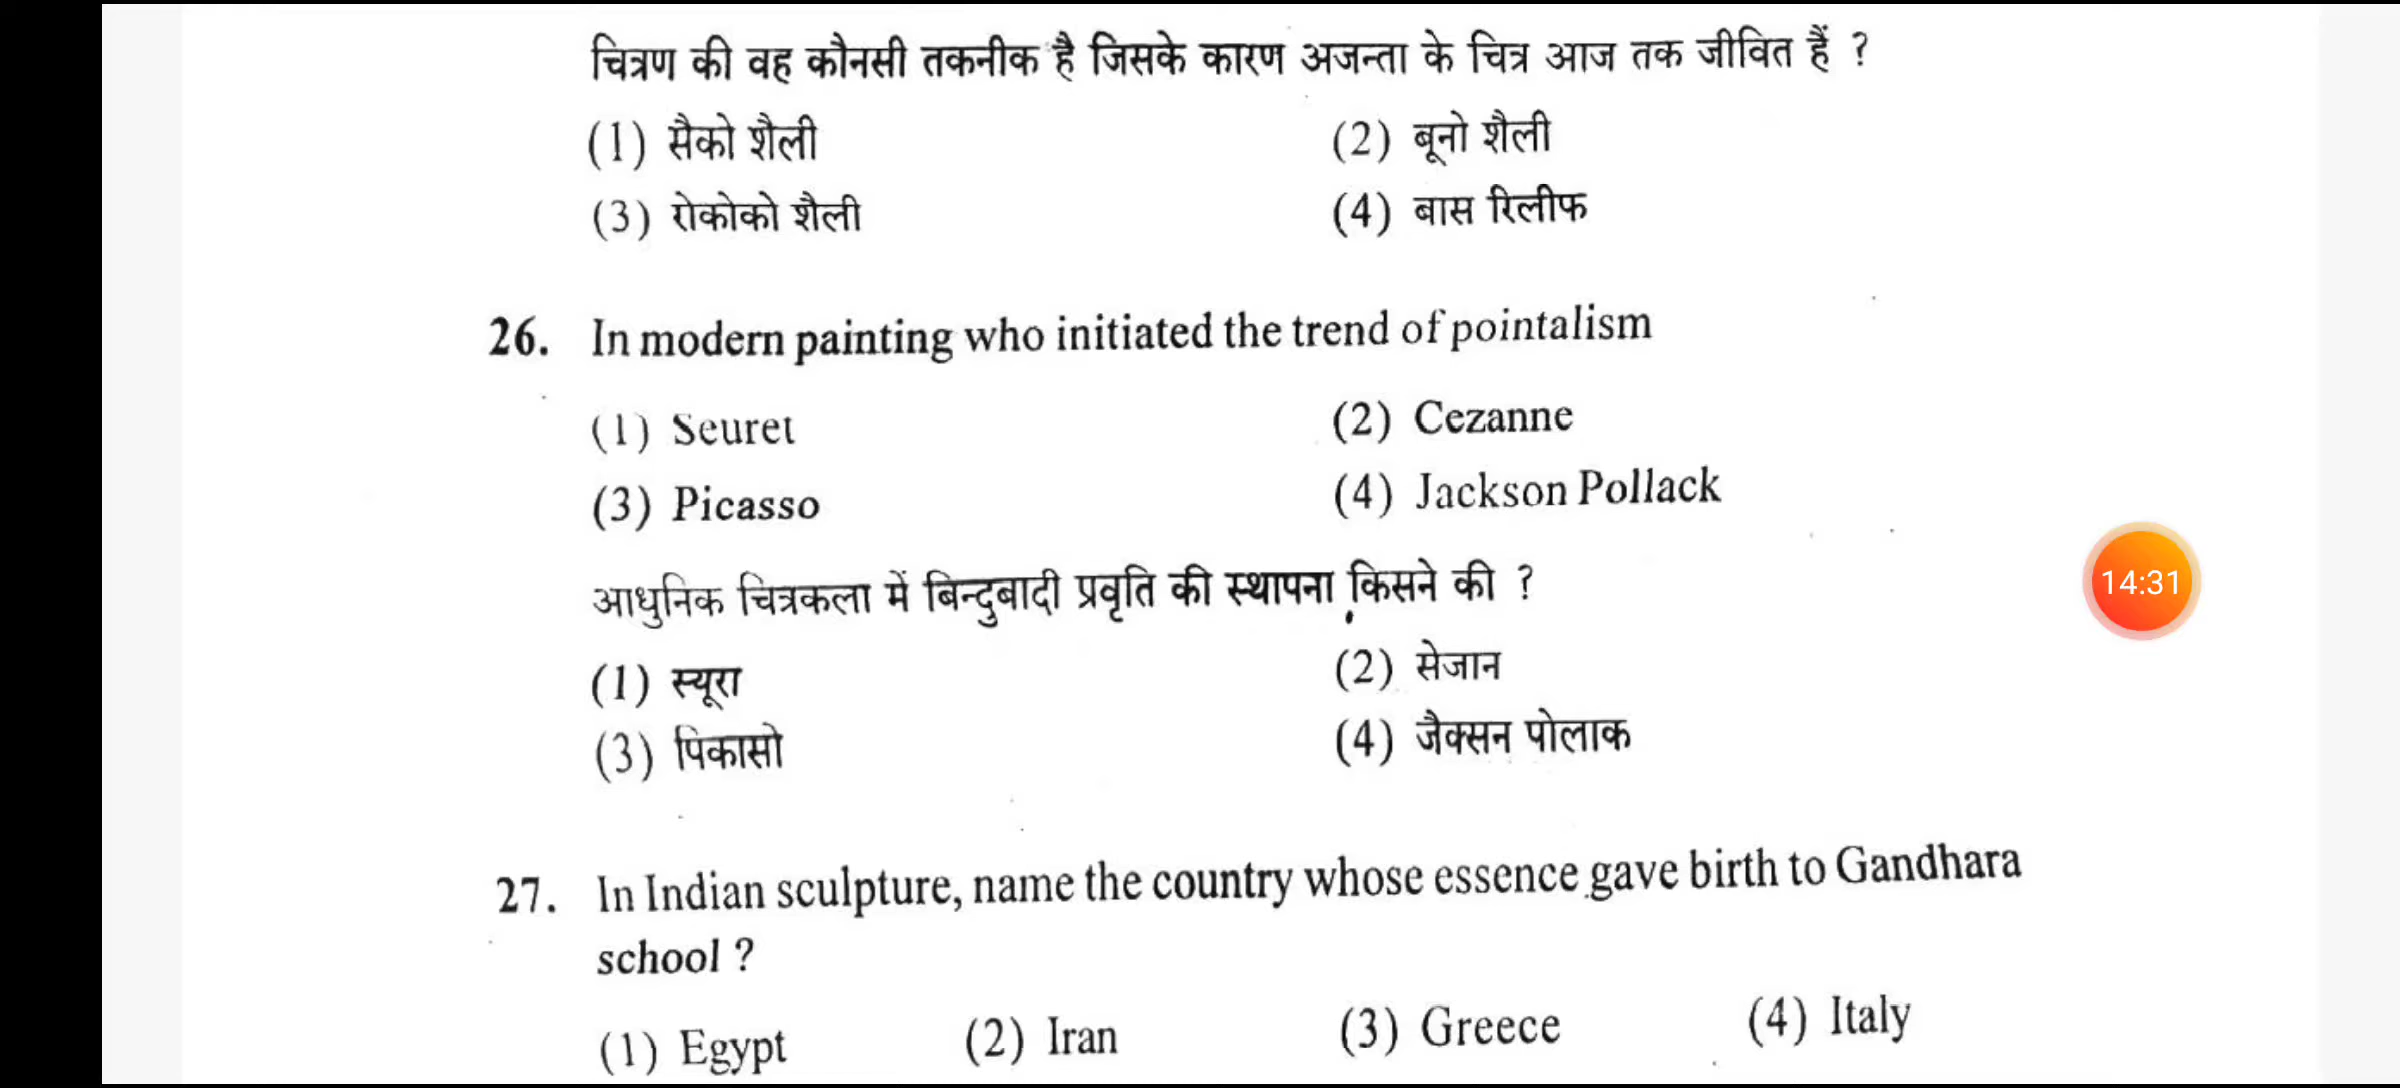 चित्रण की वह कौनसी तकनीक है जिसके कारण अजन्ता के चित्र आज तक जीवित हैं ?
(1) सैको शैली (2) बूनो शैली
(3) रोकोको शैली (4) बास रिलीफ
26. In modern painting who initiated the trend of pointalism
(1) Seuret (2) Cezanne
(3) Picasso (4) Jackson Pollack
आधुनिक चित्रकला में बिन्दुबादी प्रवृति की स्थापना किसने की ?
14:31
(1) स्यूरा (2) सेजान
(3) पिकासो (4) जैक्सन पोलाक
27. In Indian sculpture, name the country whose essence gave birth to Gandhara
school ?
(1) Egypt (2) Iran (3) Greece (4) Italy